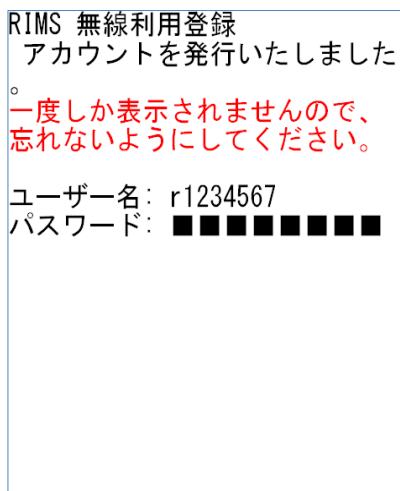 RIMS 無線利用登録
アカウントを発行いたしました
。
一度しか表示されませんので、
忘れないようにしてください。
ユーザー名: r1234567
パスワード: ■■■■■■■■